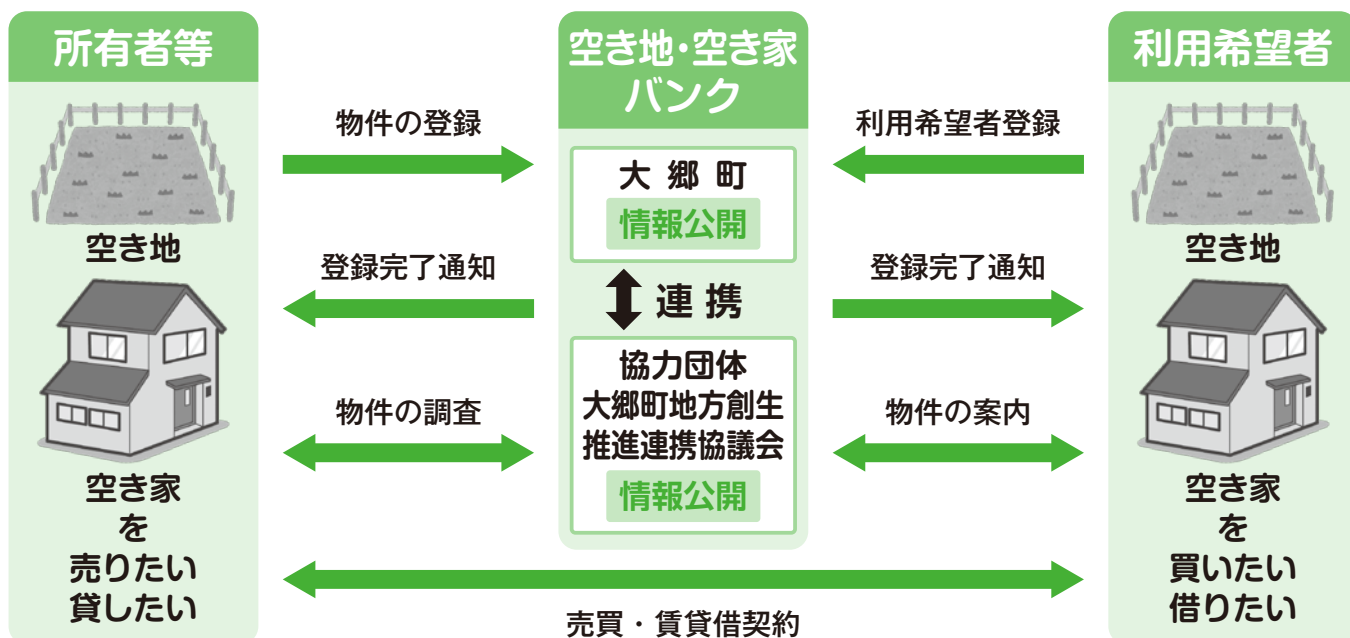 所有者等
空き地
空き家
を
売りたい
貸したい
物件の登録
登録完了通知
物件の調査
空き地・空き家
バンク
大郷町
情報公開
連携
協力団体
大郷町地方創生
推進連携協議会
情報公開
利用希望者登録
登録完了通知
物件の案内
売買・賃貸借契約
利用希望者
空き地
空き家
を
買いたい
借りたい